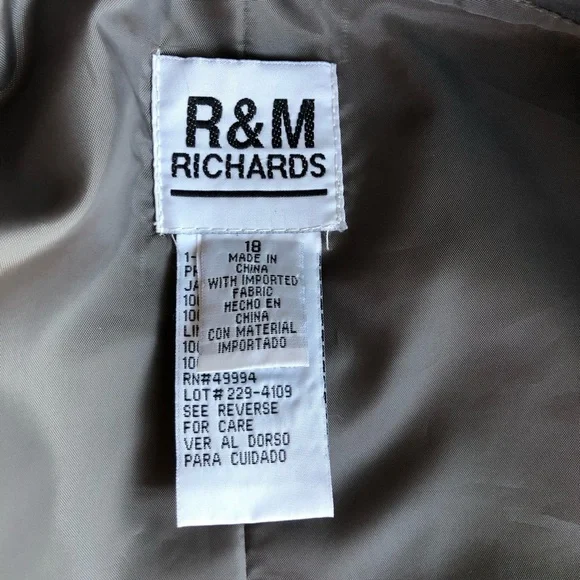 R&M
RICHARDS
18
MADE IN
CHINA
WITH IMPORTED
FABRIC
HECHO EN
CHINA
CON MATERIAL
IMPORTADO
RN#49994
LOT# 229-4109
SEE REVERSE
FOR CARE
VER AL DORSO
PARA CUIDADO